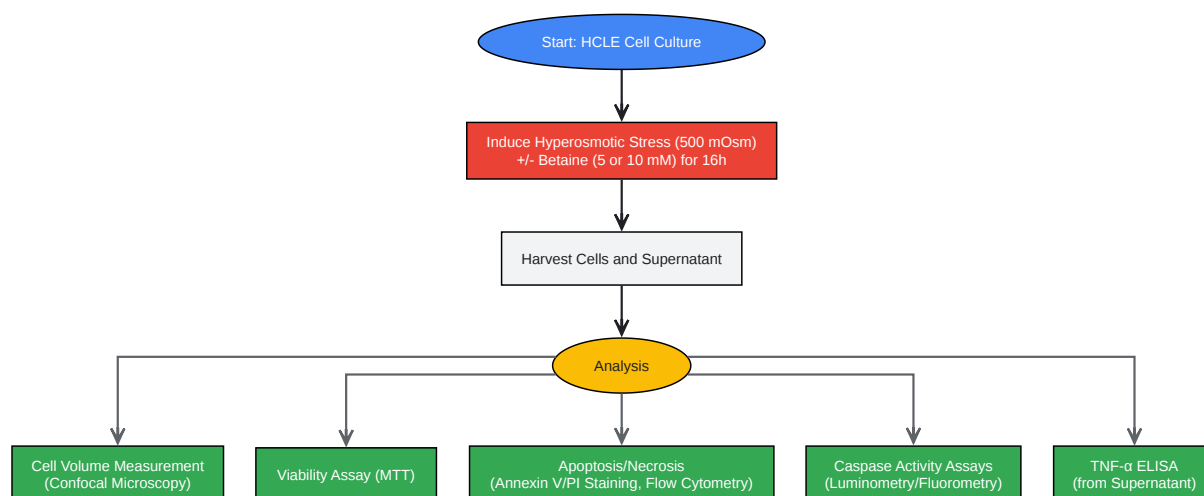 Start: HCLE Cell Culture
Induce Hyperosmotic Stress (500 mOsm)
+/- Betaine (5 or 10 mM) for 16h
Harvest Cells and Supernatant
Analysis
Cell Volume Measurement
(Confocal Microscopy)
Viability Assay (MTT)
Apoptosis/Necrosis
(Annexin V/PI Staining, Flow Cytometry)
Caspase Activity Assays
(Luminometry/Fluorometry)
TNF-α ELISA
(from Supernatant)